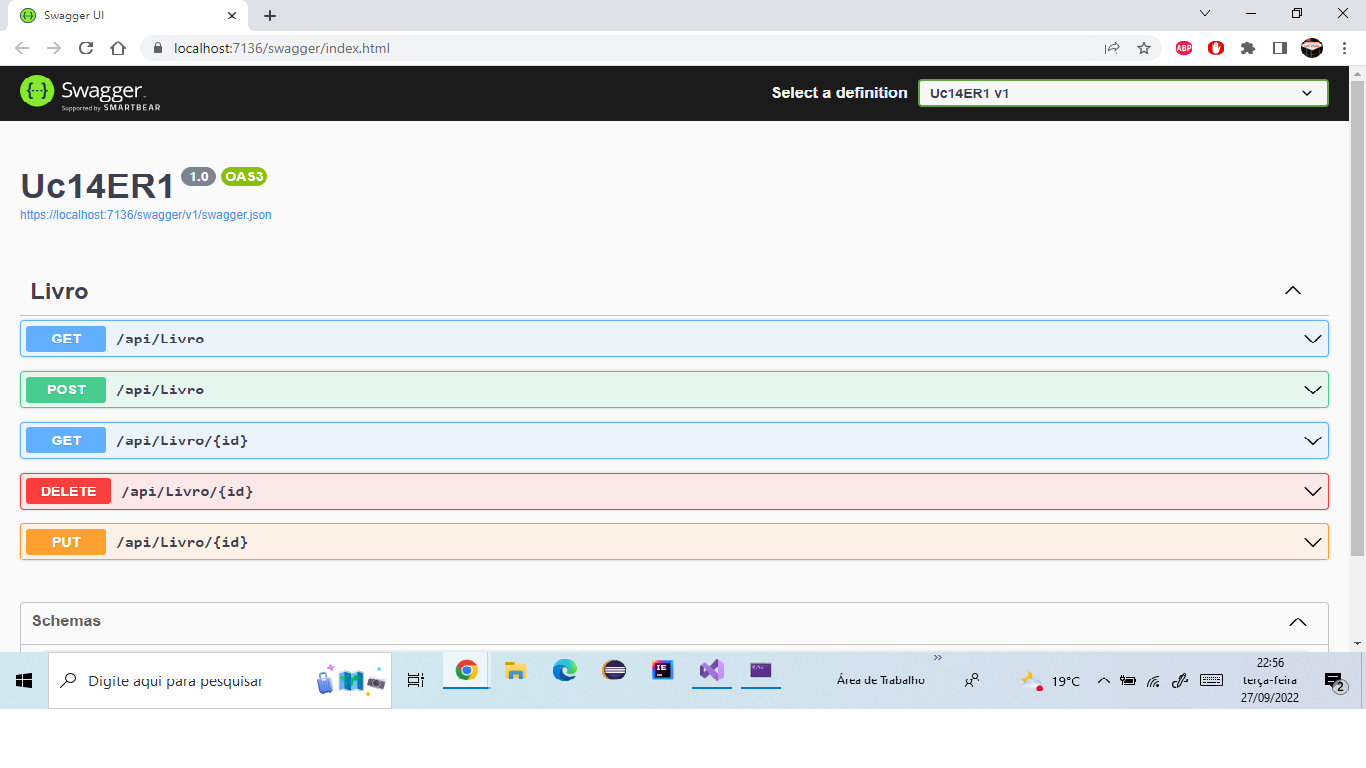 Swagger UI
localhost:7136/swagger/index.html
ABP
Swagger
Supported by SMARTBEAR
Select a definition
Uc14ER1 v1
Uc14ER1 1.0 OAS3
https://localhost:7136/swagger/v1/swagger.json
Livro
GET /api/Livro
POST /api/Livro
GET /api/Livro/{id}
DELETE /api/Livro/{id}
PUT /api/Livro/{id}
Schemas
Digite aqui para pesquisar
IE
Área de Trabalho
19°C
22:56
terça-feira
27/09/2022
2